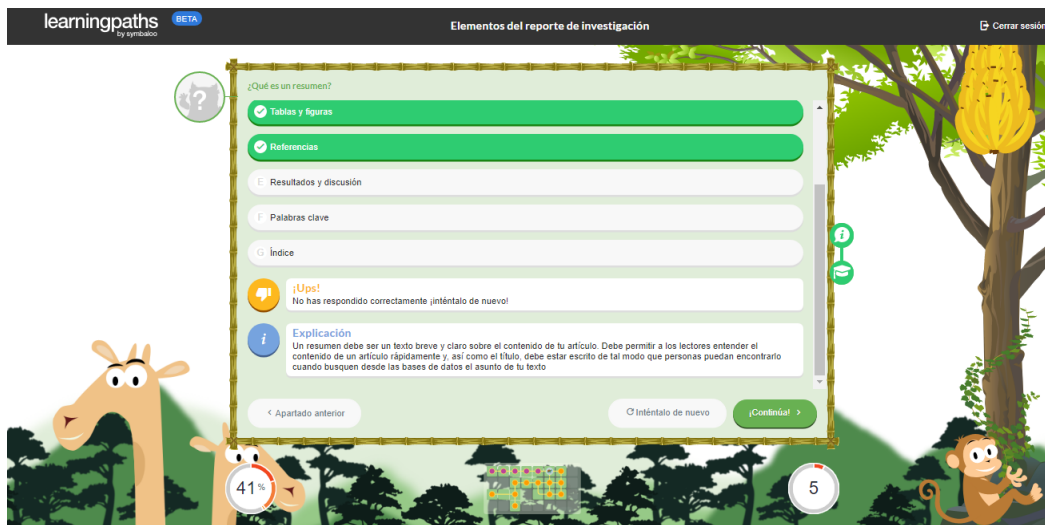 learningpaths BETA
by symbaloo
Elementos del reporte de investigación
Cerrar sesión
¿Qué es un resumen?
Tablas y figuras
Referencias
E Resultados y discusión
F Palabras clave
G Índice
¡Ups!
No has respondido correctamente ¡inténtalo de nuevo!
Explicación
Un resumen debe ser un texto breve y claro sobre el contenido de tu artículo. Debe permitir a los lectores entender el
contenido de un artículo rápidamente y, así como el título, debe estar escrito de tal modo que personas puedan encontrarlo
cuando busquen desde las bases de datos el asunto de tu texto
< Apartado anterior
Inténtalo de nuevo
¡Continúa! >
41%
5